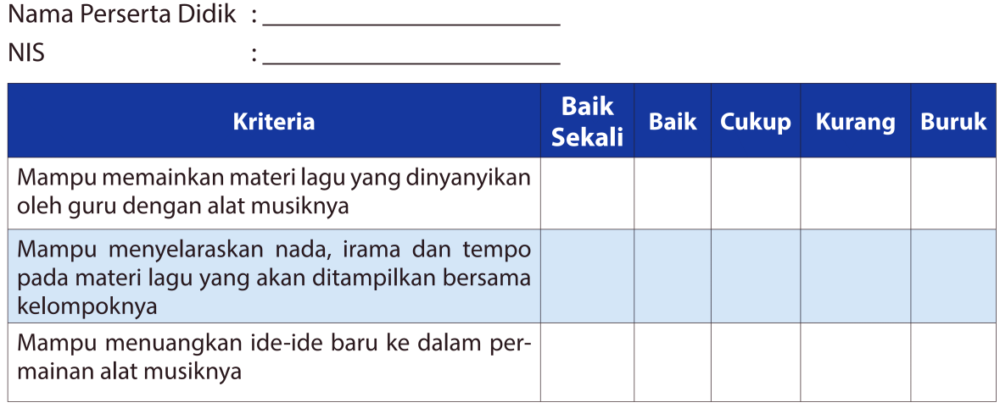 Nama Perserta Didik : ____________________
NIS : ____________________
Kriteria Baik Sekali Baik Cukup Kurang Buruk
Mampu memainkan materi lagu yang dinyanyikan
oleh guru dengan alat musiknya
Mampu menyelaraskan nada, irama dan tempo
pada materi lagu yang akan ditampilkan bersama
kelompoknya
Mampu menuangkan ide-ide baru ke dalam per-
mainan alat musiknya